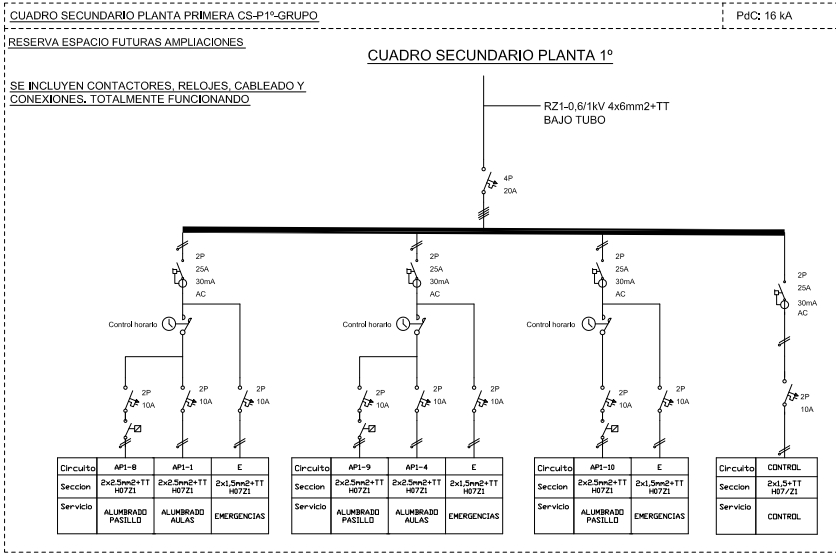 CUADRO SECUNDARIO PLANTA PRIMERA CS-P1º-GRUPO
PdC: 16 kA
RESERVA ESPACIO FUTURAS AMPLIACIONES
CUADRO SECUNDARIO PLANTA 1º
SE INCLUYEN CONTACTORES, RELOJES, CABLEADO Y
CONEXIONES. TOTALMENTE FUNCIONANDO
RZ1-0,6/1kV 4x6mm2+TT
BAJO TUBO
4P
20A
2P
25A
30mA
AC
2P
25A
30mA
AC
2P
25A
30mA
AC
2P
25A
30mA
AC
Control horario
Control horario
Control horario
2P
10A
2P
10A
2P
10A
2P
10A
2P
10A
2P
10A
2P
10A
2P
10A
2P
10A
Circuito AP1-8 AP1-1 E
Seccion 2x2.5mm2+TT H07Z1 2x2.5mm2+TT H07Z1 2x1,5mm2+TT H07Z1
Servicio ALUMBRADO PASILLO ALUMBRADO AULAS EMERGENCIAS
Circuito AP1-9 AP1-4 E
Seccion 2x2.5mm2+TT H07Z1 2x2.5mm2+TT H07Z1 2x1,5mm2+TT H07Z1
Servicio ALUMBRADO PASILLO ALUMBRADO AULAS EMERGENCIAS
Circuito AP1-10 E
Seccion 2x2.5mm2+TT H07Z1 2x1,5mm2+TT H07Z1
Servicio ALUMBRADO PASILLO EMERGENCIAS
Circuito CONTROL
Seccion 2x1,5+TT H07/Z1
Servicio CONTROL